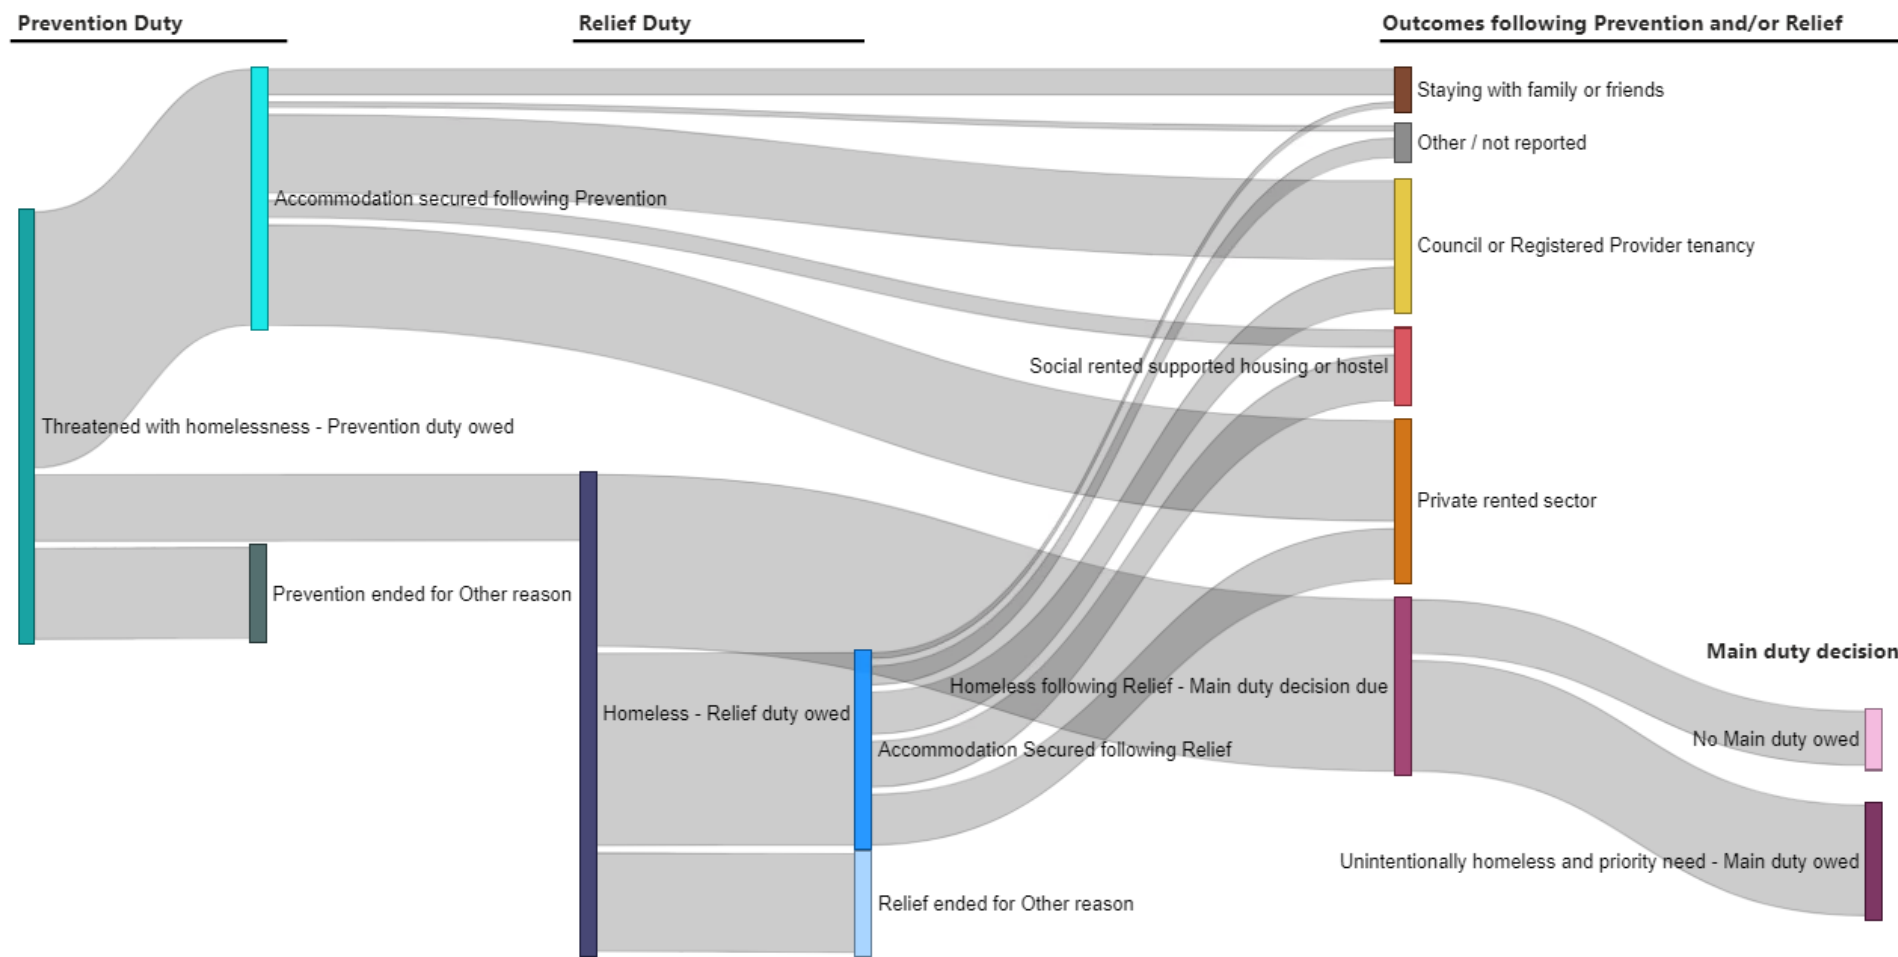 Prevention Duty
Relief Duty
Outcomes following Prevention and/or Relief
Staying with family or friends
Other / not reported
Accommodation secured following Prevention
Council or Registered Provider tenancy
Social rented supported housing or hostel
Threatened with homelessness - Prevention duty owed
Private rented sector
Prevention ended for Other reason
Main duty decision
Homeless following Relief - Main duty decision due
Homeless - Relief duty owed
No Main duty owed
Accommodation Secured following Relief
Unintentionally homeless and priority need - Main duty owed
Relief ended for Other reason